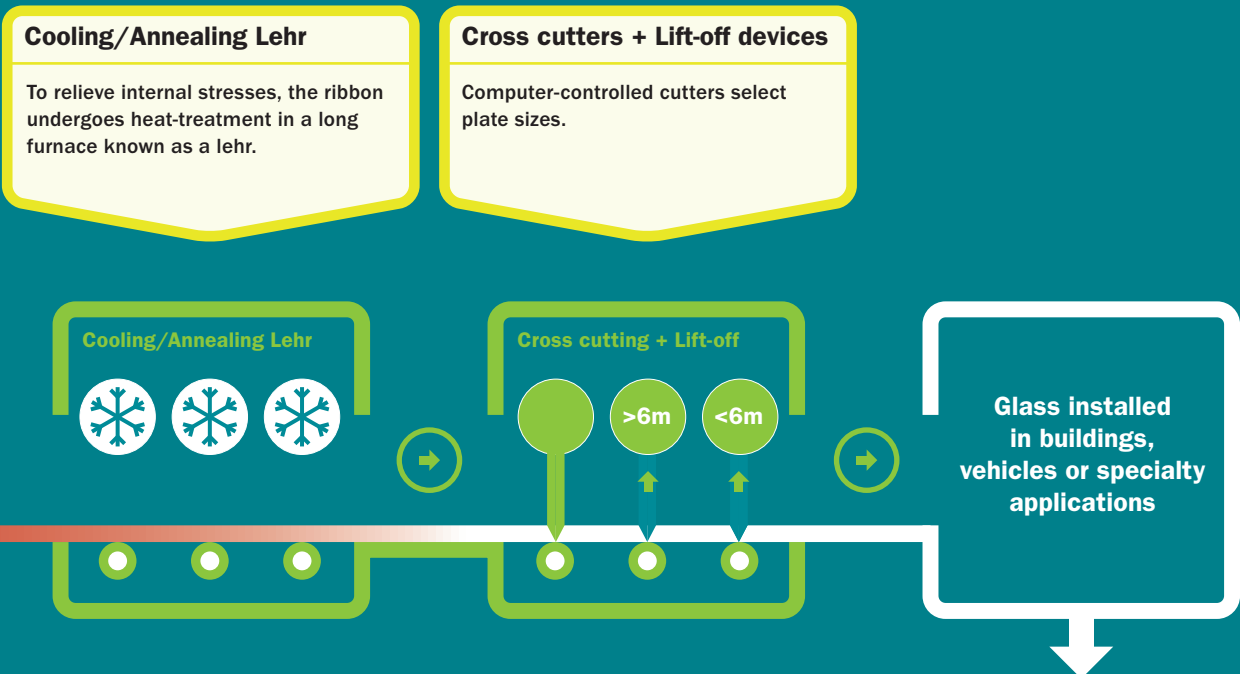 Cooling/Annealing Lehr
To relieve internal stresses, the ribbon
undergoes heat-treatment in a long
furnace known as a lehr.
Cross cutters + Lift-off devices
Computer-controlled cutters select
plate sizes.
Cooling/Annealing Lehr
Cross cutting + Lift-off
>6m
<6m
Glass installed
in buildings,
vehicles or specialty
applications